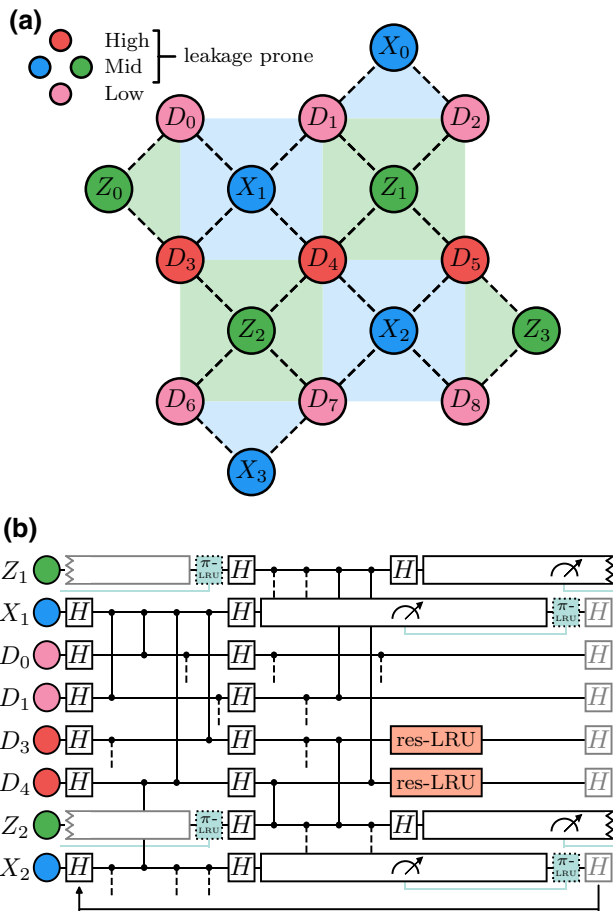 (a)
High
Mid
Low
leakage prone
X₀
D₀ D₁ D₂
Z₀ X₁ Z₁
D₃ D₄ D₅
Z₂ X₂ Z₃
D₆ D₇ D₈
X₃
(b)
Z₁ π-LRU H H
X₁ H H π-LRU H
D₀ H H H
D₁ H H H
D₃ H H res-LRU H
D₄ H H res-LRU H
Z₂ π-LRU H H
X₂ H H π-LRU H